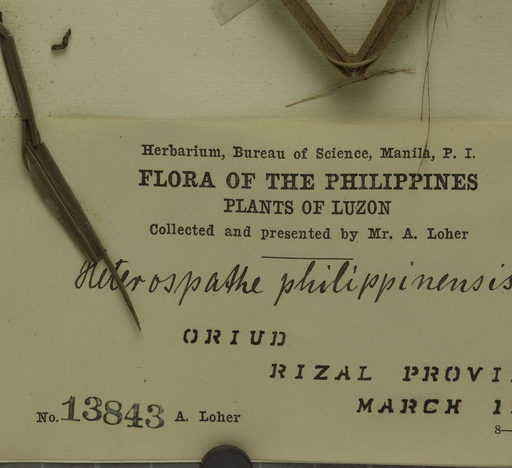 Herbarium, Bureau of Science, Manila, P. I.
FLORA OF THE PHILIPPINES
PLANTS OF LUZON
Collected and presented by Mr. A. Loher
Heterospathe philippinensis
ORIUD
RIZAL PROVI
MARCH 1
No. 13843 A. Loher
8—